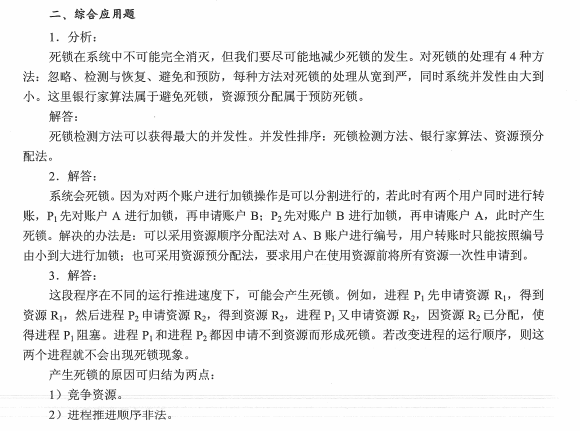 二、综合应用题
1．分析：
死锁在系统中不可能完全消灭，但我们要尽可能地减少死锁的发生。对死锁的处理有 4 种方
法：忽略、检测与恢复、避免和预防，每种方法对死锁的处理从宽到严，同时系统并发性由大到
小。这里银行家算法属于避免死锁，资源预分配属于预防死锁。
解答：
死锁检测方法可以获得最大的并发性。并发性排序：死锁检测方法、银行家算法、资源预分
配法。
2．解答：
系统会死锁。因为对两个账户进行加锁操作是可以分割进行的，若此时有两个用户同时进行转
账，P₁先对账户 A 进行加锁，再申请账户 B；P₂先对账户 B 进行加锁，再申请账户 A，此时产生
死锁。解决的办法是：可以采用资源顺序分配法对 A、B 账户进行编号，用户转账时只能按照编号
由小到大进行加锁；也可采用资源预分配法，要求用户在使用资源前将所有资源一次性申请到。
3．解答：
这段程序在不同的运行推进速度下，可能会产生死锁。例如，进程 P₁ 先申请资源 R₁，得到
资源 R₁，然后进程 P₂ 申请资源 R₂，得到资源 R₂，进程 P₁ 又申请资源 R₂，因资源 R₂ 已分配，使
得进程 P₁ 阻塞。进程 P₁ 和进程 P₂ 都因申请不到资源而形成死锁。若改变进程的运行顺序，则这
两个进程就不会出现死锁现象。
产生死锁的原因可归结为两点：
1）竞争资源。
2）进程推进顺序非法。